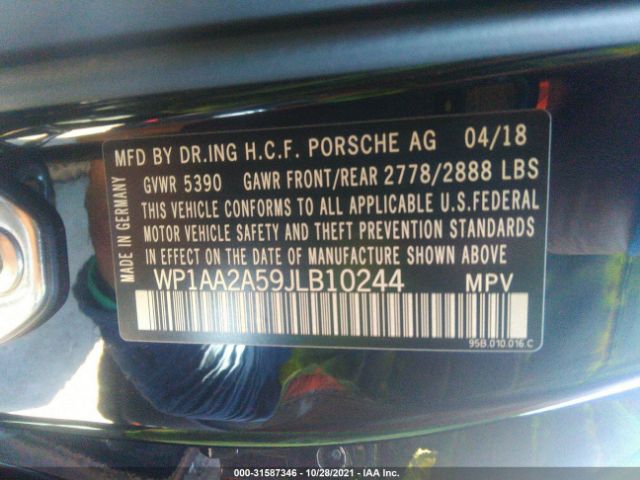 MFD BY DR.ING H.C.F. PORSCHE AG 04/18
GVWR 5390 GAWR FRONT/REAR 2778/2888 LBS
THIS VEHICLE CONFORMS TO ALL APPLICABLE U.S.FEDERAL
MOTOR VEHICLE SAFETY AND THEFT PREVENTION STANDARDS
IN EFFECT ON THE DATE OF MANUFACTURE SHOWN ABOVE
WP1AA2A59JLB10244 MPV
95B.010.016.C
MADE IN GERMANY
000-31587346 | 10/28/2021 | IAA Inc.